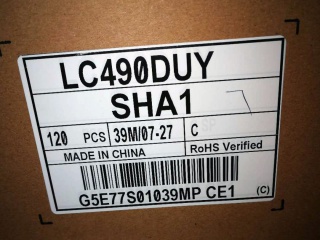 LC490DUY
SHA1
120 PCS 39M/07-27 C
MADE IN CHINA RoHS Verified
G5E77S01039MP CE1 (C)